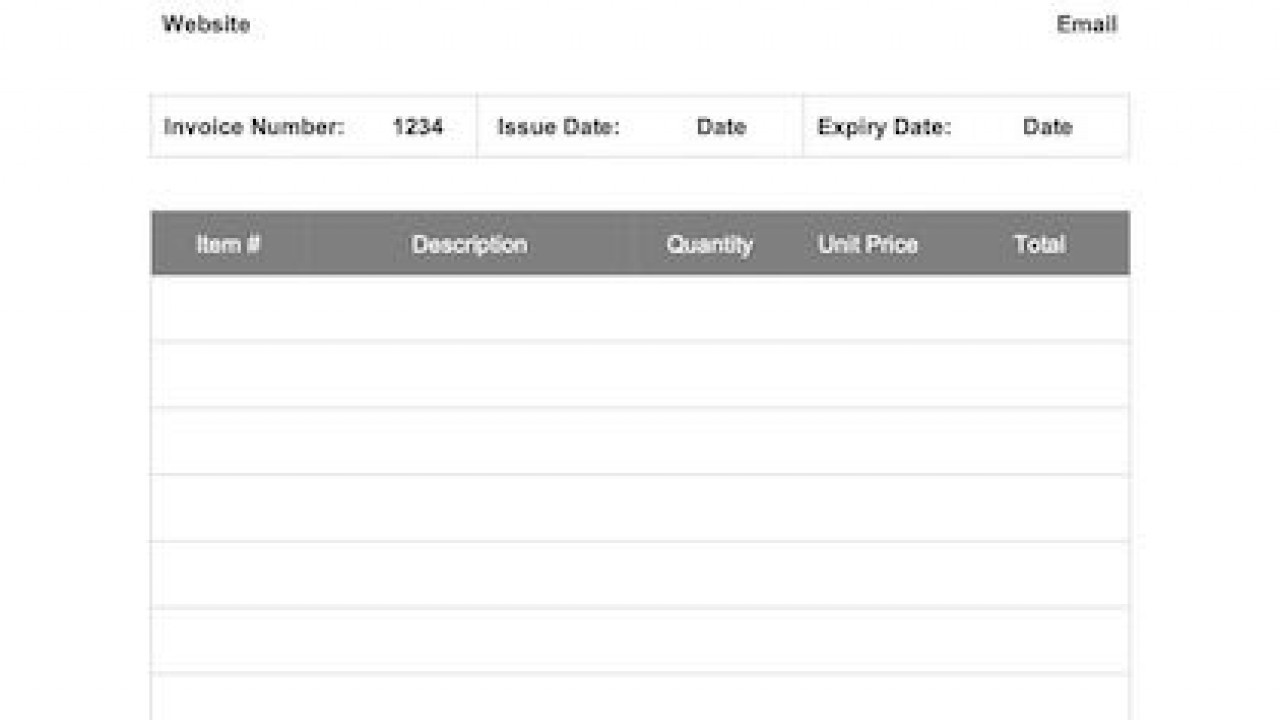 Website Email
Invoice Number: 1234 Issue Date: Date Expiry Date: Date
Item # Description Quantity Unit Price Total